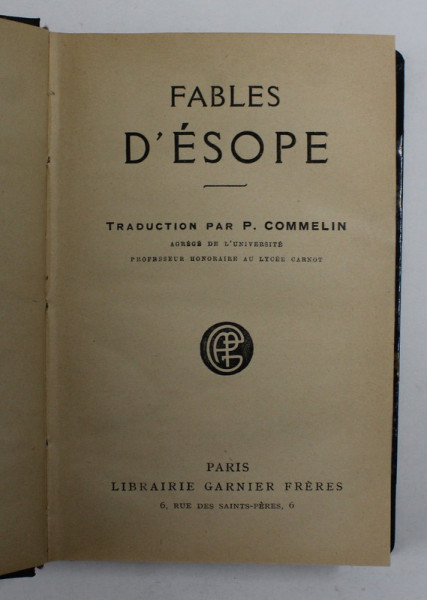 FABLES
D'ÉSOPE
TRADUCTION PAR P. COMMELIN
AGRÉGÉ DE L'UNIVERSITÉ
PROFESSEUR HONORAIRE AU LYCÉE CARNOT
PARIS
LIBRAIRIE GARNIER FRÈRES
6, RUE DES SAINTS-PÈRES, 6